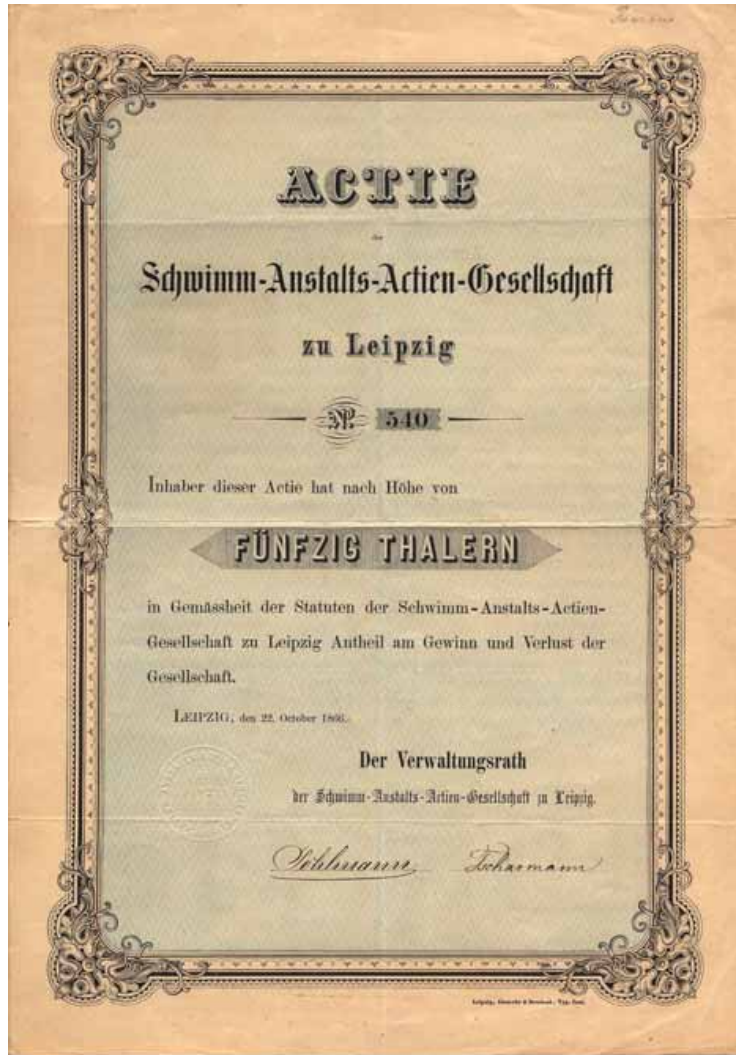 ACTIE
der
Schwimm-Anstalts-Actien-Gesellschaft
zu Leipzig
№. 540
Inhaber dieser Actie hat nach Höhe von
FÜNFZIG THALERN
in Gemässheit der Statuten der Schwimm-Anstalts-Actien-
Gesellschaft zu Leipzig Antheil am Gewinn und Verlust der
Gesellschaft.
LEIPZIG, den 22. October 1866.
Der Verwaltungsrath
der Schwimm-Anstalts-Actien-Gesellschaft zu Leipzig.
Leipzig,